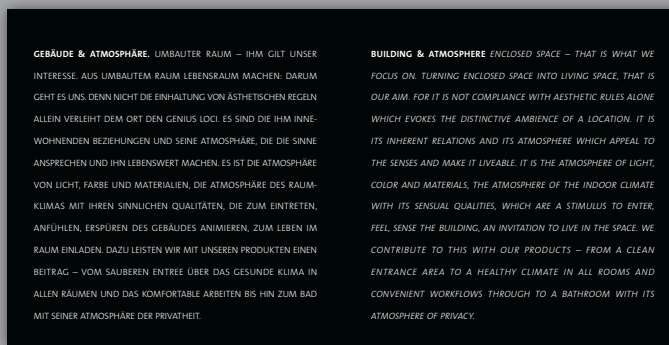 GEBÄUDE & ATMOSPHÄRE. UMBAUTER RAUM – IHM GILT UNSER
INTERESSE. AUS UMBAUTEM RAUM LEBENSRAUM MACHEN: DARUM
GEHT ES UNS. DENN NICHT DIE EINHALTUNG VON ÄSTHETISCHEN REGELN
ALLEIN VERLEIHT DEM ORT DEN GENIUS LOCI. ES SIND DIE IHM INNE-
WOHNENDEN BEZIEHUNGEN UND SEINE ATMOSPHÄRE, DIE DIE SINNE
ANSPRECHEN UND IHN LEBENSWERT MACHEN. ES IST DIE ATMOSPHÄRE
VON LICHT, FARBE UND MATERIALIEN, DIE ATMOSPHÄRE DES RAUM-
KLIMAS MIT IHREN SINNLICHEN QUALITÄTEN, DIE ZUM EINTRETEN,
ANFÜHLEN, ERSPÜREN DES GEBÄUDES ANIMIEREN, ZUM LEBEN IM
RAUM EINLADEN. DAZU LEISTEN WIR MIT UNSEREN PRODUKTEN EINEN
BEITRAG – VOM SAUBEREN ENTREE ÜBER DAS GESUNDE KLIMA IN
ALLEN RÄUMEN UND DAS KOMFORTABLE ARBEITEN BIS HIN ZUM BAD
MIT SEINER ATMOSPHÄRE DER PRIVATHEIT.
BUILDING & ATMOSPHERE ENCLOSED SPACE – THAT IS WHAT WE
FOCUS ON. TURNING ENCLOSED SPACE INTO LIVING SPACE, THAT IS
OUR AIM. FOR IT IS NOT COMPLIANCE WITH AESTHETIC RULES ALONE
WHICH EVOKES THE DISTINCTIVE AMBIENCE OF A LOCATION. IT IS
ITS INHERENT RELATIONS AND ITS ATMOSPHERE WHICH APPEAL TO
THE SENSES AND MAKE IT LIVEABLE. IT IS THE ATMOSPHERE OF LIGHT,
COLOR AND MATERIALS, THE ATMOSPHERE OF THE INDOOR CLIMATE
WITH ITS SENSUAL QUALITIES, WHICH ARE A STIMULUS TO ENTER,
FEEL, SENSE THE BUILDING, AN INVITATION TO LIVE IN THE SPACE. WE
CONTRIBUTE TO THIS WITH OUR PRODUCTS – FROM A CLEAN
ENTRANCE AREA TO A HEALTHY CLIMATE IN ALL ROOMS AND
CONVENIENT WORKFLOWS THROUGH TO A BATHROOM WITH ITS
ATMOSPHERE OF PRIVACY.